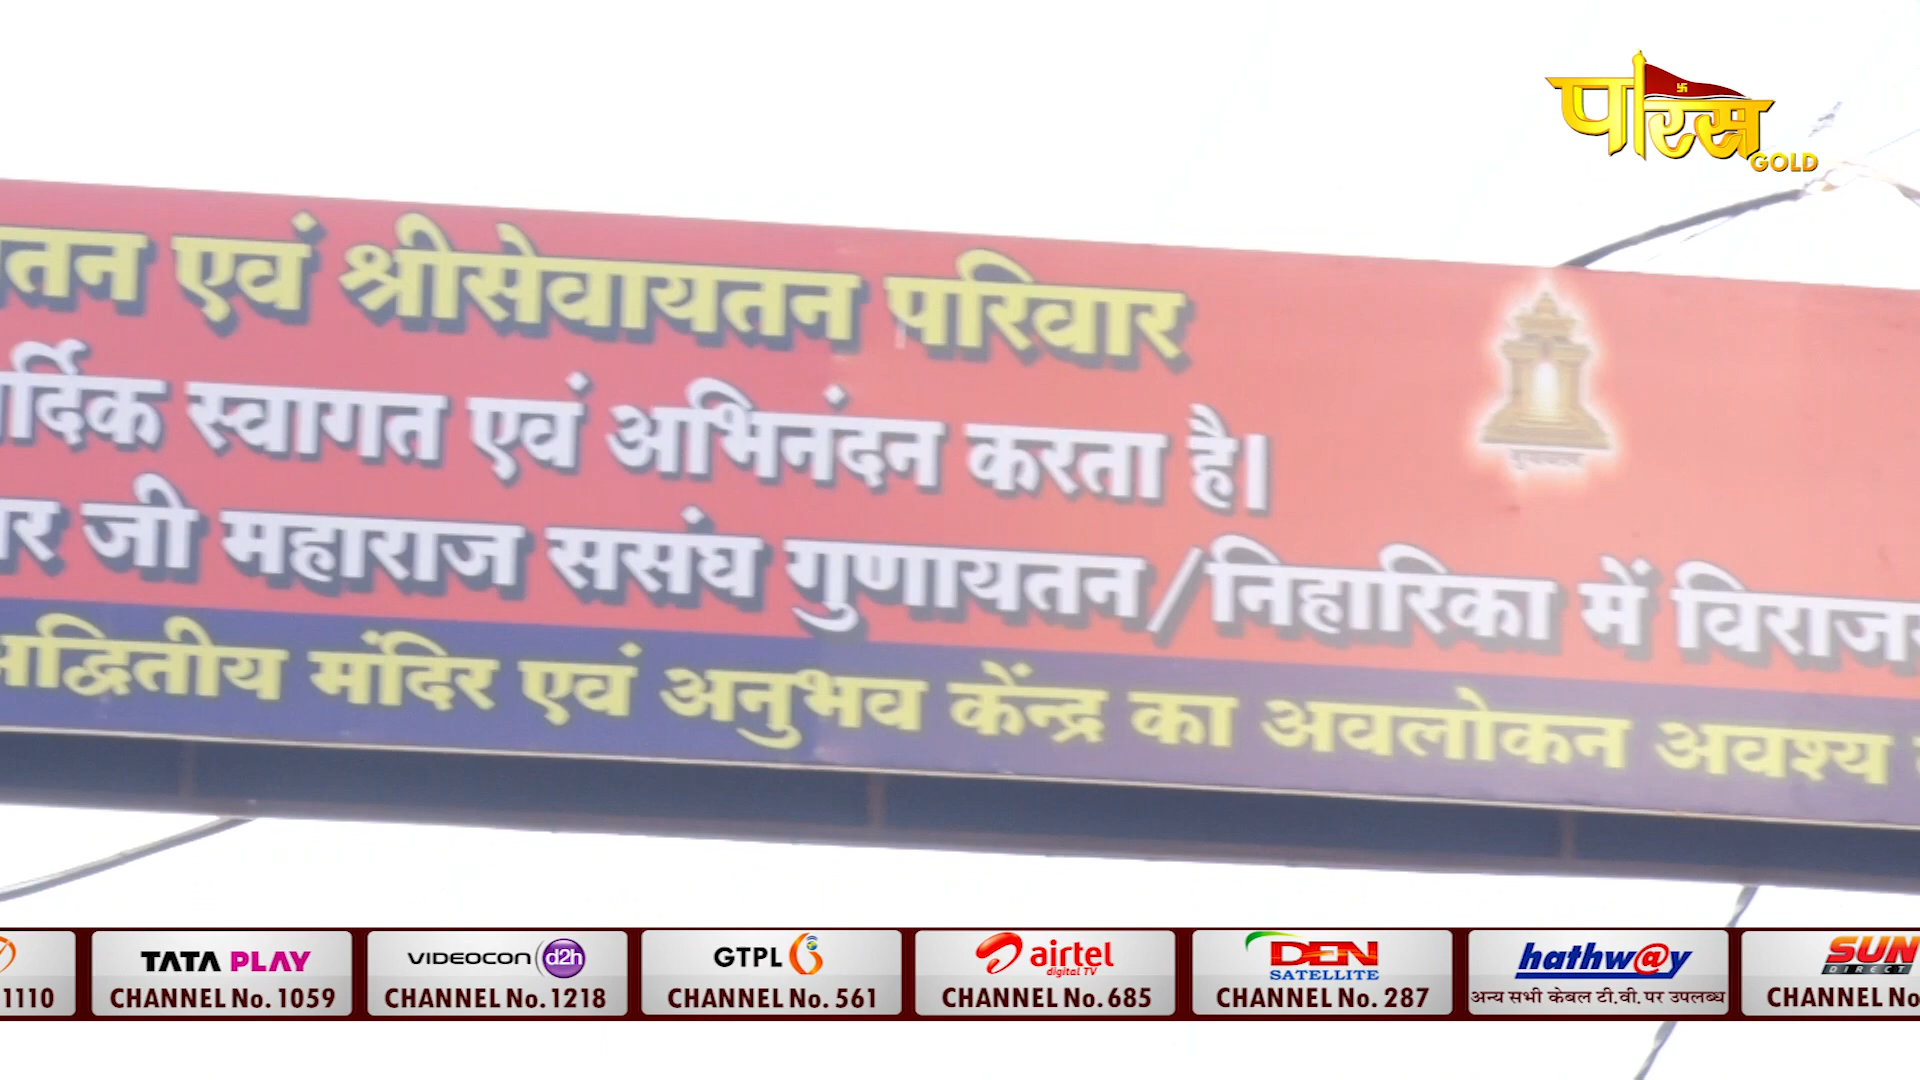 पारस
GOLD
एवं श्रीसेवायतन परिवार
स्वागत एवं अभिनंदन करता है।
जी महाराज ससंघ गुणायतन/निहारिका में
अद्वितीय मंदिर एवं अनुभव केंन्द्र का अवलोकन अवश्य
1110
TATA PLAY
CHANNEL No. 1059
VIDEOCON d2h
CHANNEL No. 1218
GTPL
CHANNEL No. 561
airtel
digital TV
CHANNEL No. 685
DEN
SATELLITE
CHANNEL No. 287
hathw@y
अन्य सभी केबल टी.वी. पर उपलब्ध
SUN
DIRECT
CHANNEL No